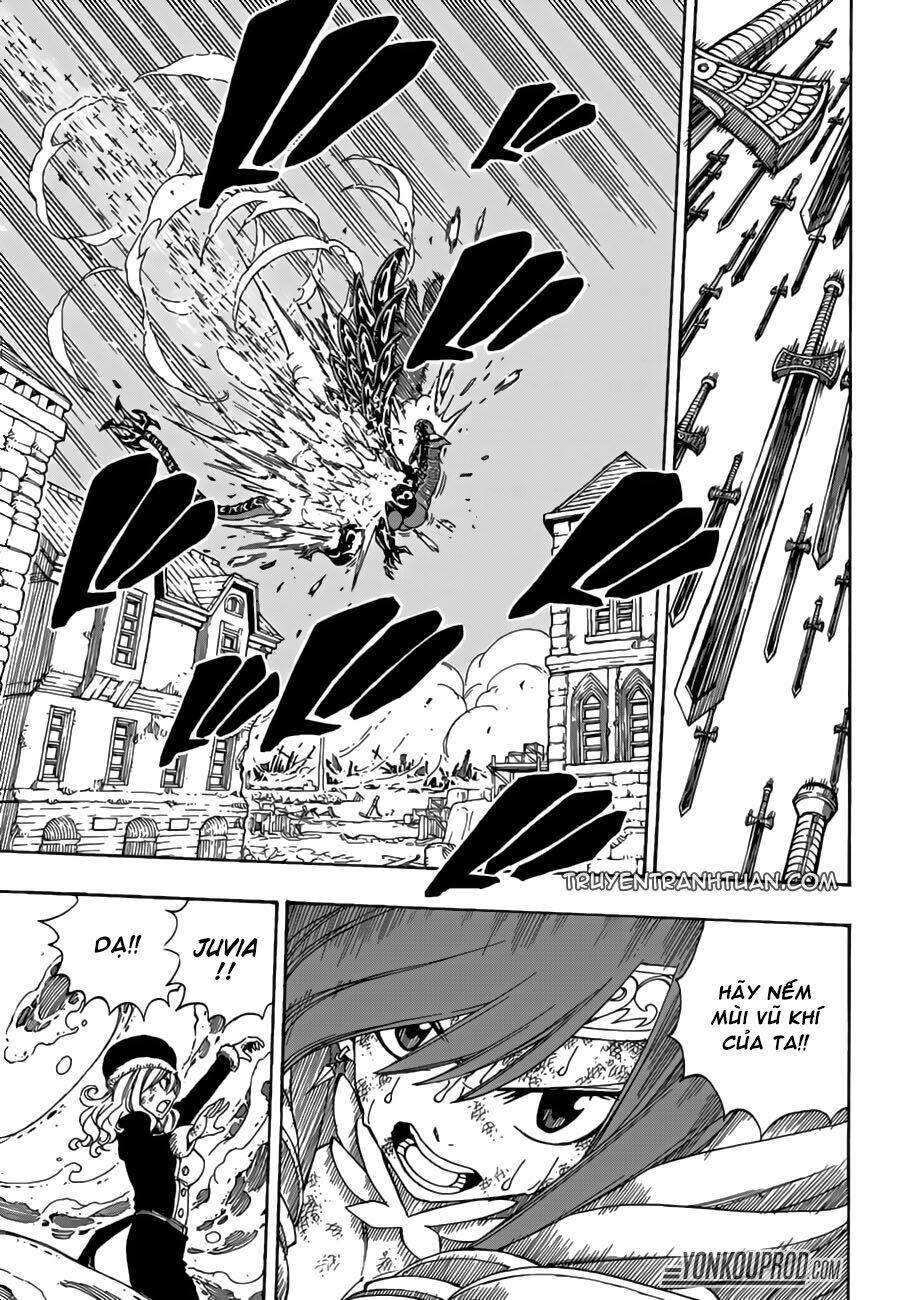 TRUYENTRANHTUAN.COM
HÃY NẾM
MÙI VŨ KHÍ
CỦA TA!!
JUVIA
!!
DẠ!!
YONKOUPROD.COM